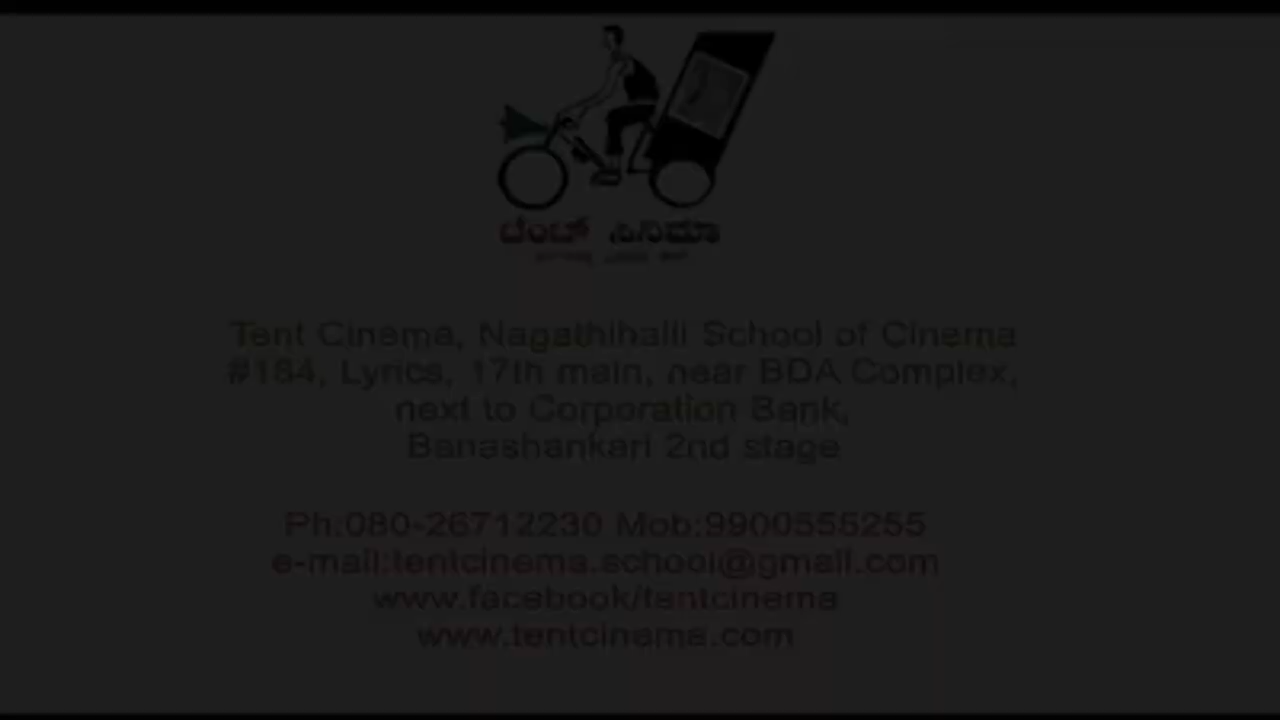 ಟೆಂಟ್ ಸಿನಿಮಾ
Tent Cinema, Nagathihalli School of Cinema
#184, Lyrics, 17th main, near BDA Complex,
next to Corporation Bank,
Banashankari 2nd stage
Ph:080-26712230 Mob:9900555255
e-mail:tentcinema.school@gmail.com
www.facebook/tentcinema
www.tentcinema.com